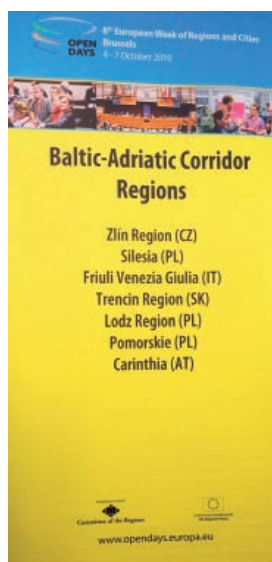 OPEN
DAYS
8th European Week of Regions and Cities
Brussels
4 - 7 October 2010
Baltic-Adriatic Corridor
Regions
Zlín Region (CZ)
Silesia (PL)
Friuli Venezia Giulia (IT)
Trencin Region (SK)
Lodz Region (PL)
Pomorskie (PL)
Carinthia (AT)
Committee of the Regions
www.opendays.europa.eu